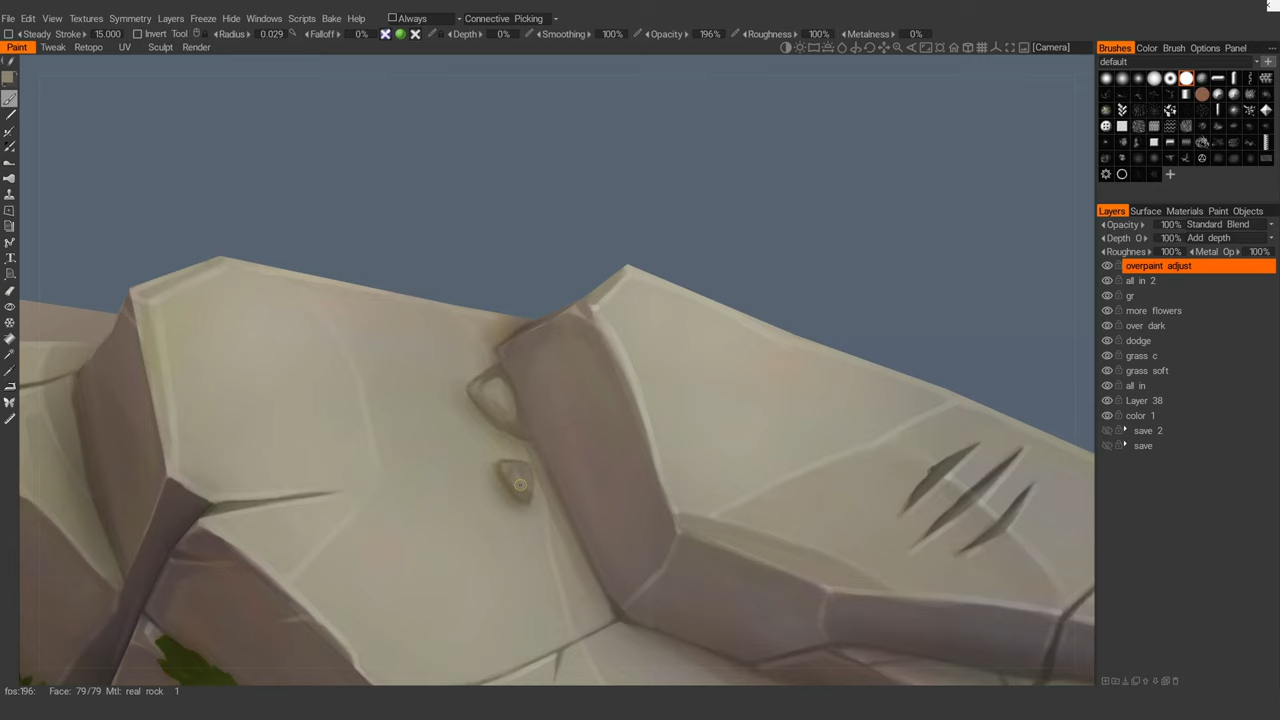 File Edit View Textures Symmetry Layers Freeze Hide Windows Scripts Bake Help Always Connective Picking
Steady Stroke 15.000 Invert Tool Radius 0.029 Falloff 0% Depth 0% Smoothing 100% Opacity 196% Roughness 100% Metalness 0%
Paint Tweak Retopo UV Sculpt Render [Camera] Brushes Color Brush Options Panel
default
Layers Surface Materials Paint Objects
Opacity 100% Standard Blend
Depth O 100% Add depth
Roughnes 100% Metal Op 100%
overpaint adjust
all in 2
gr
more flowers
over dark
dodge
grass c
grass soft
all in
Layer 38
color 1
save 2
save
fps:196: Face: 79/79 Mtl: real rock 1